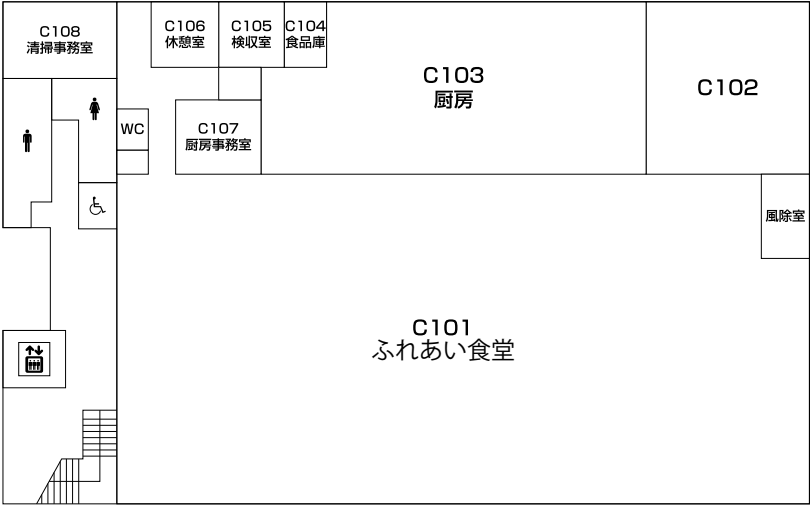 C108
清掃事務室
C106
休憩室
C105
検収室
C104
食品庫
C103
厨房
C102
WC
C107
厨房事務室
風除室
C101
ふれあい食堂